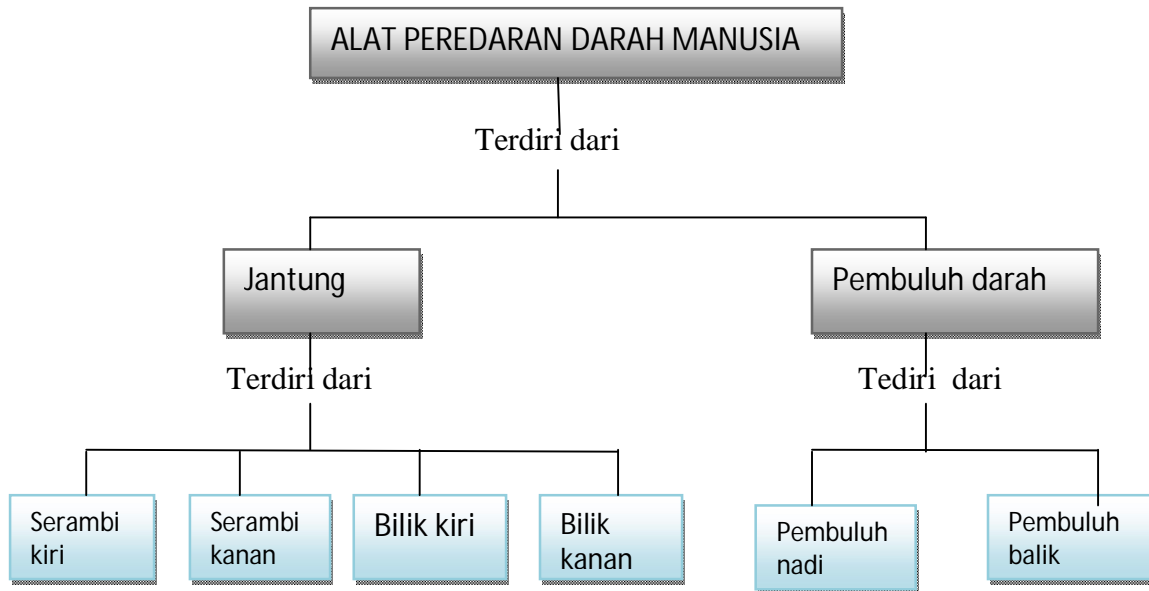 ALAT PEREDARAN DARAH MANUSIA
Terdiri dari
Jantung
Pembuluh darah
Terdiri dari
Tediri dari
Serambi
kiri
Serambi
kanan
Bilik kiri
Bilik
kanan
Pembuluh
nadi
Pembuluh
balik